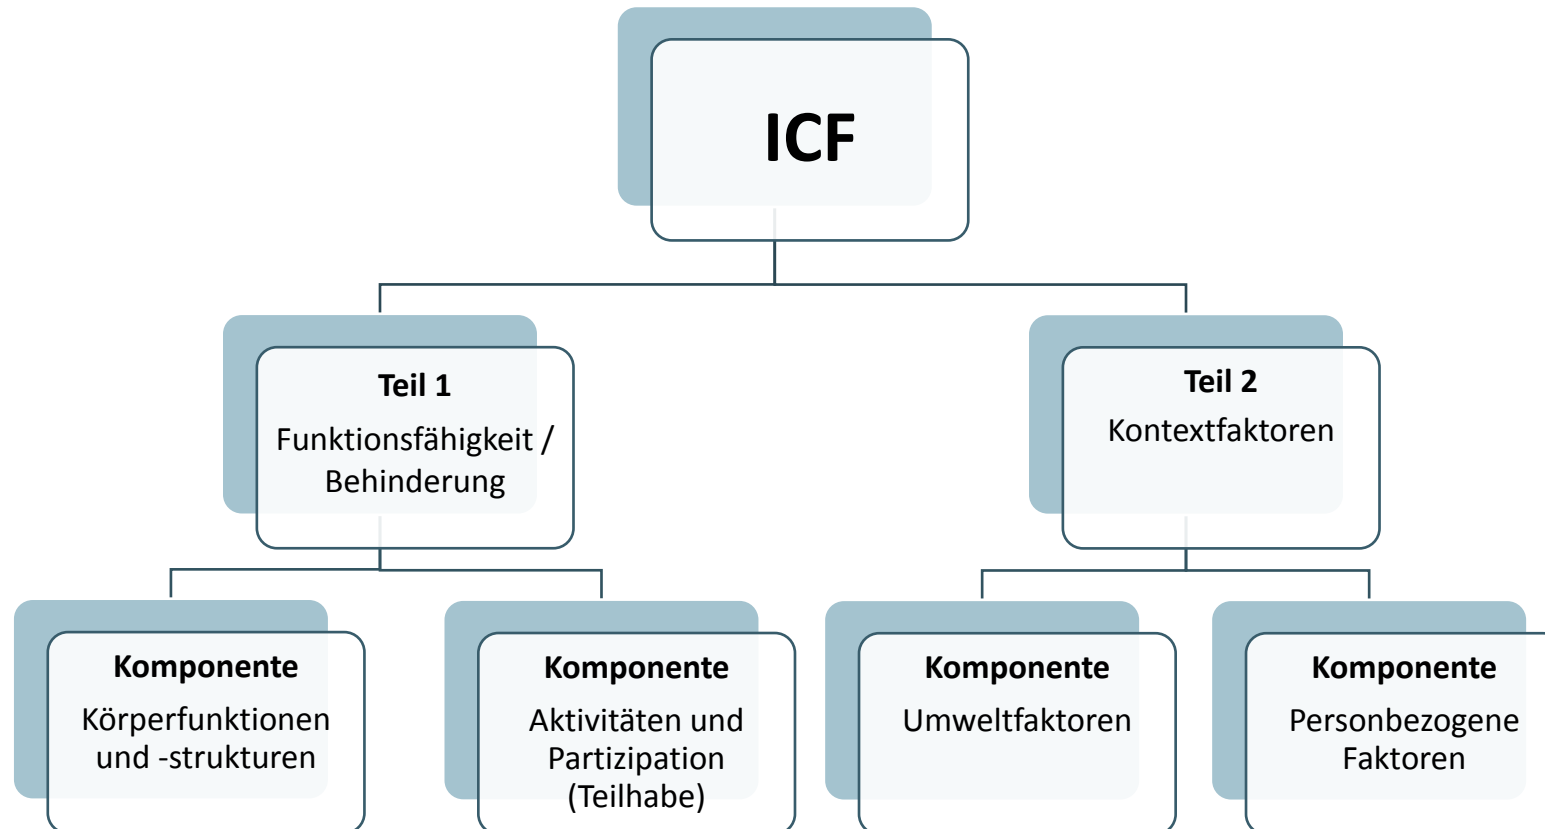 ICF
Teil 1
Funktionsfähigkeit /
Behinderung
Teil 2
Kontextfaktoren
Komponente
Körperfunktionen
und -strukturen
Komponente
Aktivitäten und
Partizipation
(Teilhabe)
Komponente
Umweltfaktoren
Komponente
Personbezogene
Faktoren